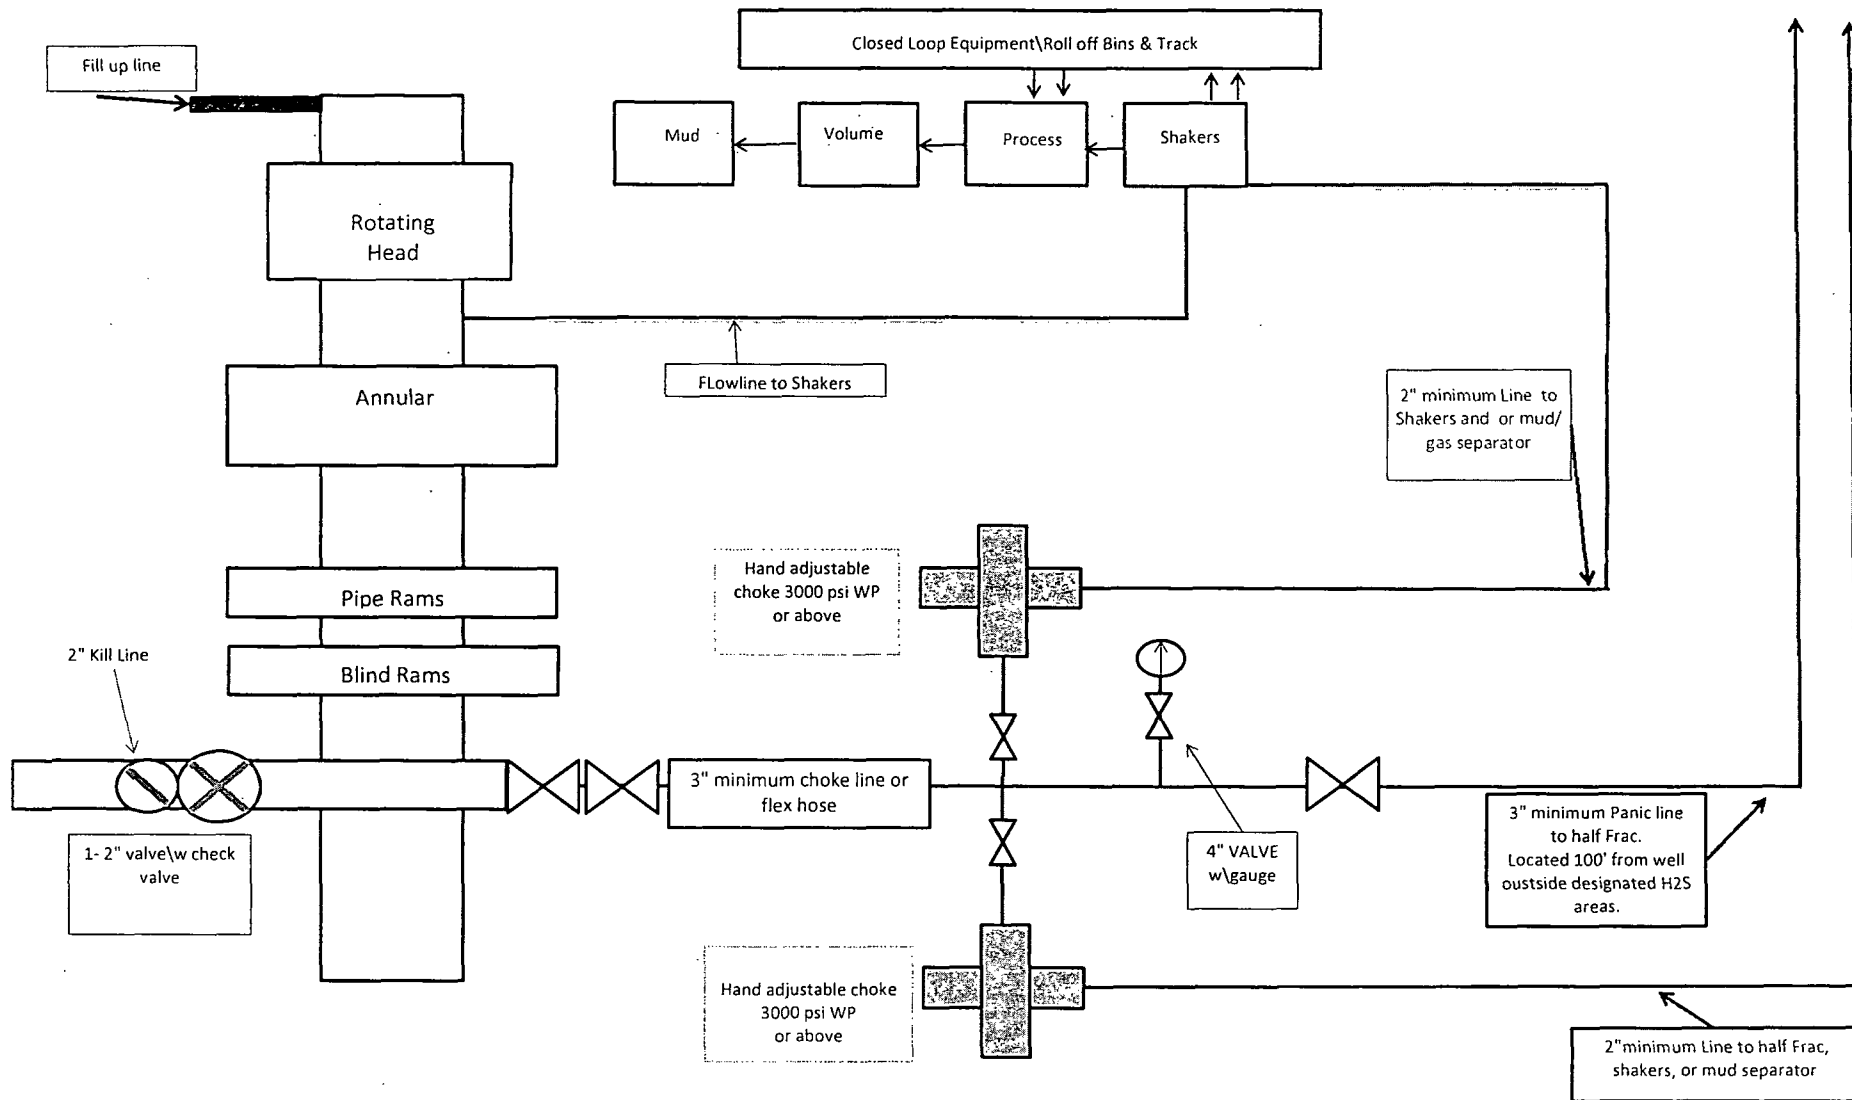 Closed Loop Equipment\Roll off Bins & Track
Fill up line
Mud
Volume
Process
Shakers
Rotating
Head
FLowline to Shakers
Annular
2" minimum Line to
Shakers and or mud/
gas separator
Hand adjustable
choke 3000 psi WP
or above
Pipe Rams
2" Kill Line
Blind Rams
3" minimum choke line or
flex hose
1- 2" valve\w check
valve
4" VALVE
w\gauge
3" minimum Panic line
to half Frac.
Located 100' from well
oustside designated H2S
areas.
Hand adjustable choke
3000 psi WP
or above
2"minimum Line to half Frac,
shakers, or mud separator